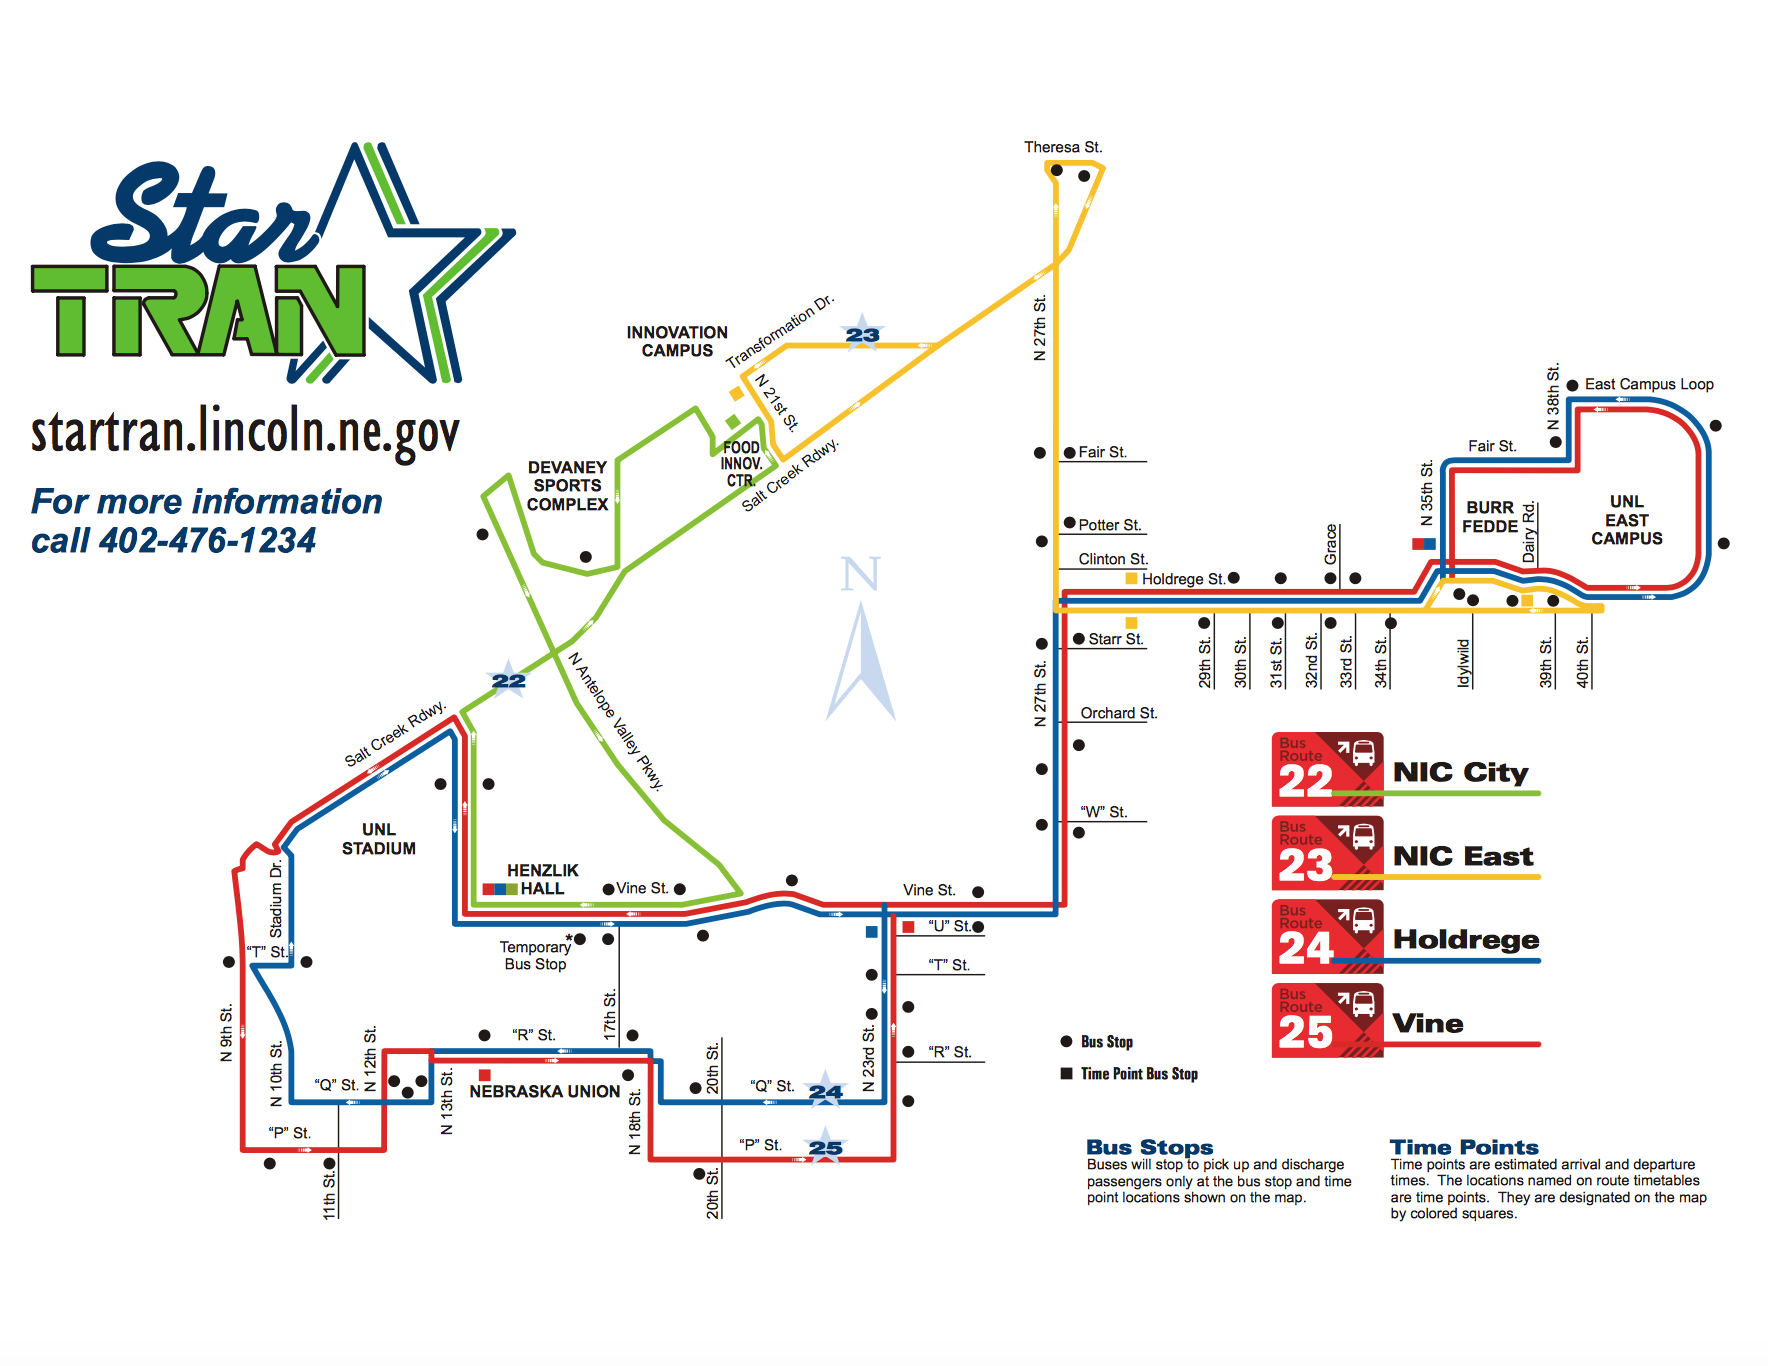 Star
TRAN
startran.lincoln.ne.gov
For more information
call 402-476-1234
Theresa St.
N 27th St.
Transformation Dr.
23
INNOVATION
CAMPUS
N 21st St.
FOOD
INNOV.
CTR.
Salt Creek Rdwy.
DEVANEY
SPORTS
COMPLEX
N
22
N Antelope Valley Pkwy.
Salt Creek Rdwy.
UNL
STADIUM
HENZLIK
HALL
Vine St.
Vine St.
Temporary
Bus Stop
*
Stadium Dr.
"T" St.
N 9th St.
N 10th St.
"Q" St.
N 12th St.
"P" St.
11th St.
N 13th St.
"R" St.
17th St.
NEBRASKA UNION
N 18th St.
20th St.
"Q" St.
24
"P" St.
25
20th St.
N 23rd St.
"U" St.
"T" St.
"R" St.
Fair St.
Potter St.
Clinton St.
Holdrege St.
Starr St.
N 27th St.
Orchard St.
"W" St.
Grace
29th St.
30th St.
31st St.
32nd St.
33rd St.
34th St.
Idylwild
39th St.
40th St.
N 35th St.
Fair St.
N 38th St.
East Campus Loop
BURR
FEDDE
Dairy Rd.
UNL
EAST
CAMPUS
Bus
Route
22
NIC City
Bus
Route
23
NIC East
Bus
Route
24
Holdrege
Bus
Route
25
Vine
Bus Stop
Time Point Bus Stop
Bus Stops
Buses will stop to pick up and discharge
passengers only at the bus stop and time
point locations shown on the map.
Time Points
Time points are estimated arrival and departure
times. The locations named on route timetables
are time points. They are designated on the map
by colored squares.